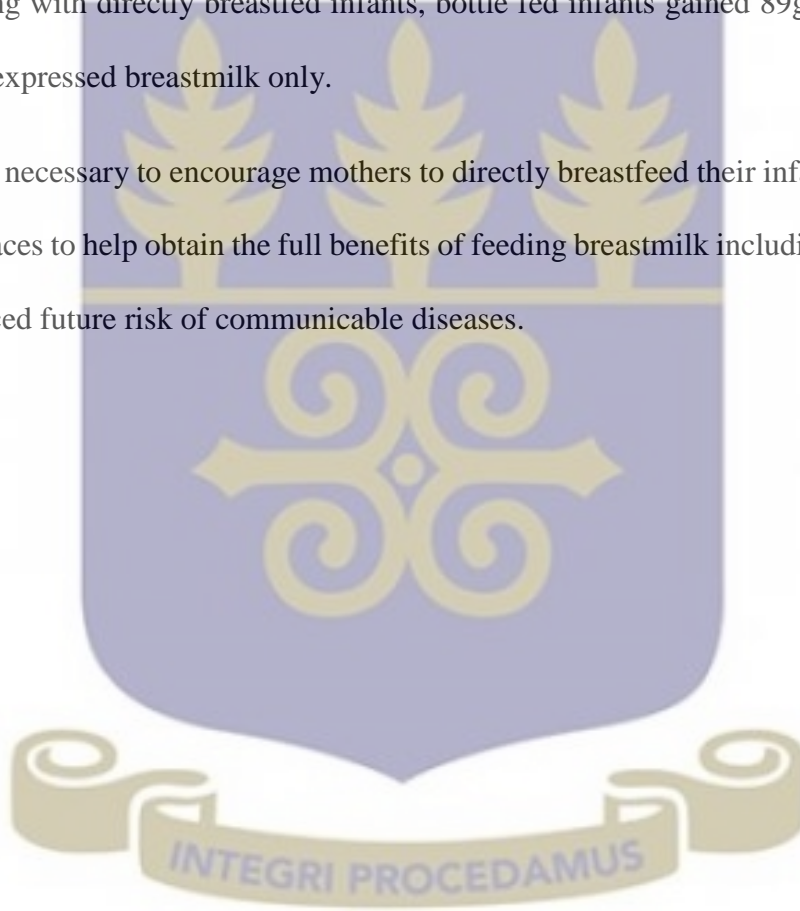 with directly breastfed infants, bottle fed infants gained
expressed breastmilk only.
necessary to encourage mothers to directly breastfeed their
to help obtain the full benefits of feeding breastmilk
future risk of communicable diseases.
INTEGRI PROCEDAMUS